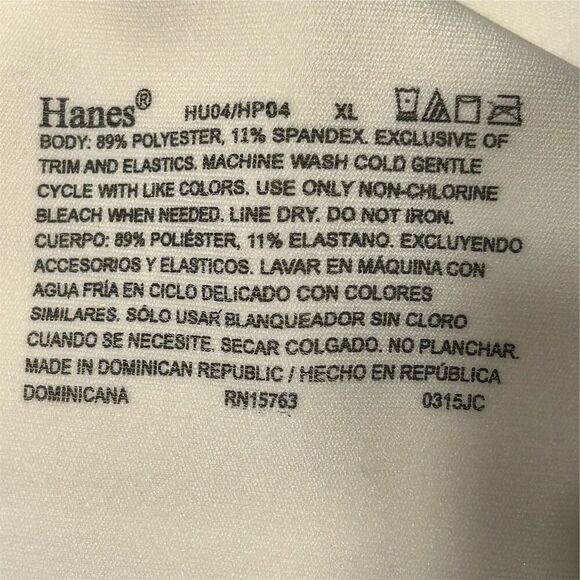 Hanes® HU04/HP04 XL
BODY: 89% POLYESTER, 11% SPANDEX. EXCLUSIVE OF
TRIM AND ELASTICS. MACHINE WASH COLD GENTLE
CYCLE WITH LIKE COLORS. USE ONLY NON-CHLORINE
BLEACH WHEN NEEDED. LINE DRY. DO NOT IRON.
CUERPO: 89% POLIÉSTER, 11% ELASTANO. EXCLUYENDO
ACCESORIOS Y ELASTICOS. LAVAR EN MÁQUINA CON
AGUA FRÍA EN CICLO DELICADO CON COLORES
SIMILARES. SÓLO USAR BLANQUEADOR SIN CLORO
CUANDO SE NECESITE. SECAR COLGADO. NO PLANCHAR.
MADE IN DOMINICAN REPUBLIC / HECHO EN REPÚBLICA
DOMINICANA RN15763 0315JC